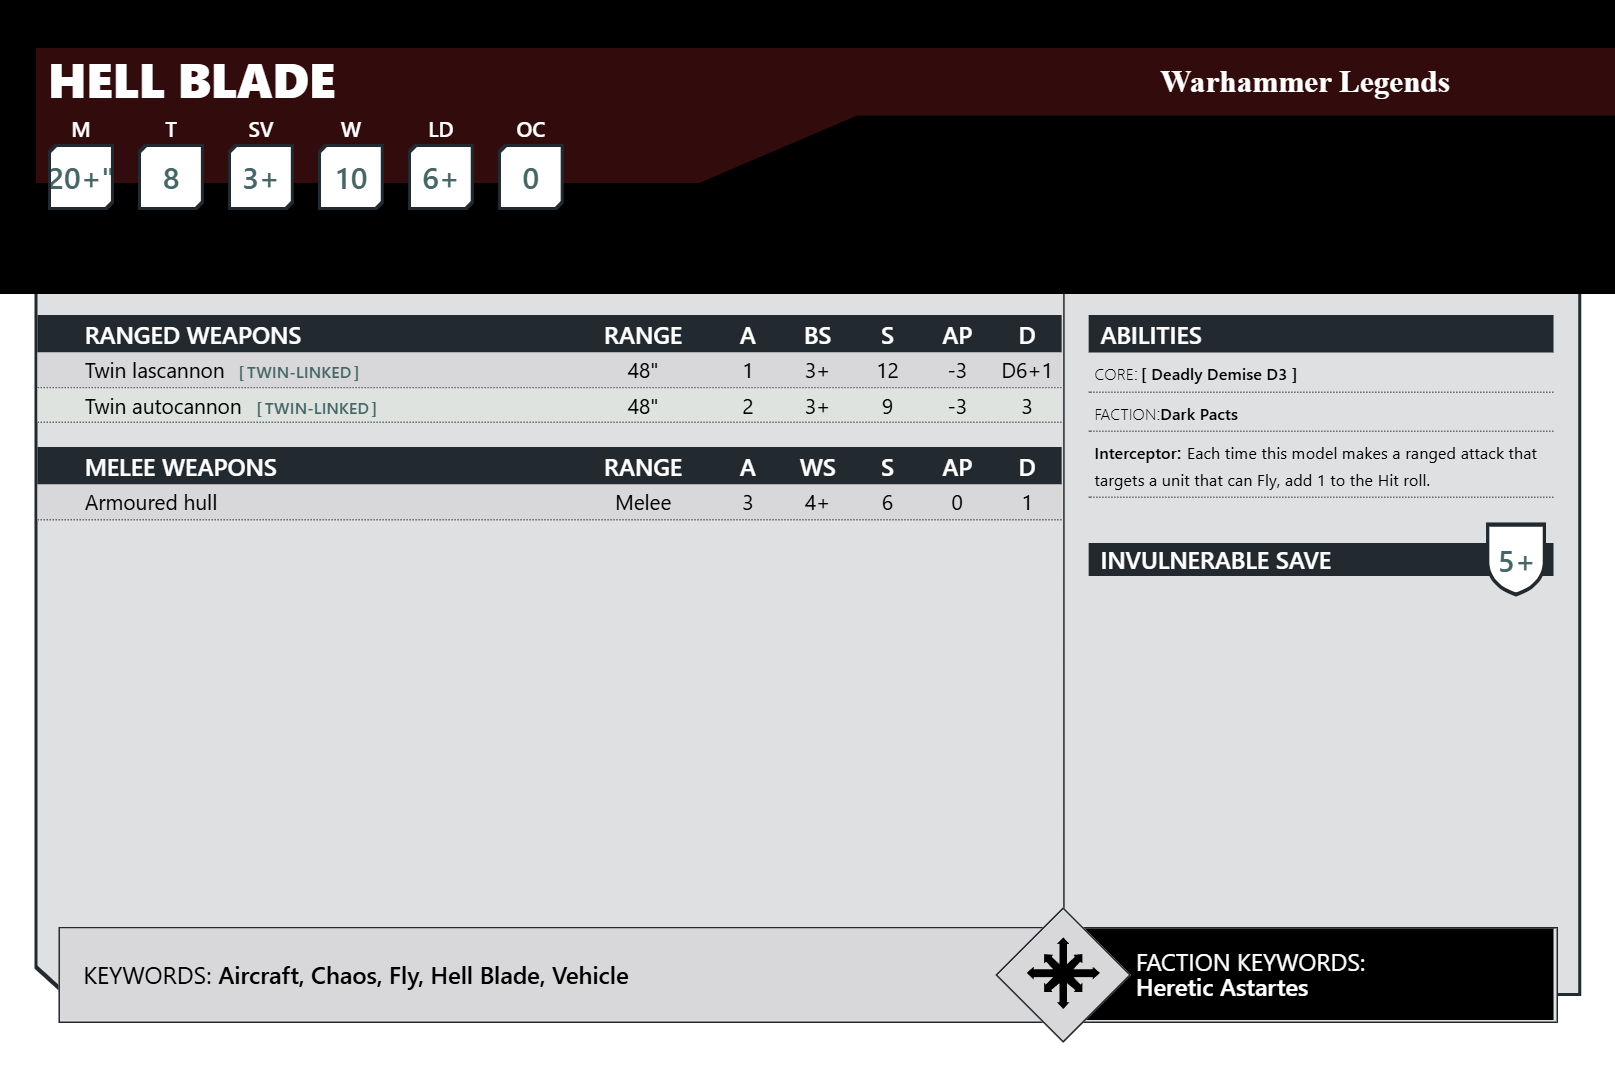 HELL BLADE
Warhammer Legends
M T SV W LD OC
20+" 8 3+ 10 6+ 0
RANGED WEAPONS RANGE A BS S AP D
Twin lascannon [TWIN-LINKED] 48" 1 3+ 12 -3 D6+1
Twin autocannon [TWIN-LINKED] 48" 2 3+ 9 -3 3
MELEE WEAPONS RANGE A WS S AP D
Armoured hull Melee 3 4+ 6 0 1
ABILITIES
CORE: [ Deadly Demise D3 ]
FACTION:Dark Pacts
Interceptor: Each time this model makes a ranged attack that
targets a unit that can Fly, add 1 to the Hit roll.
INVULNERABLE SAVE 5+
KEYWORDS: Aircraft, Chaos, Fly, Hell Blade, Vehicle
FACTION KEYWORDS:
Heretic Astartes